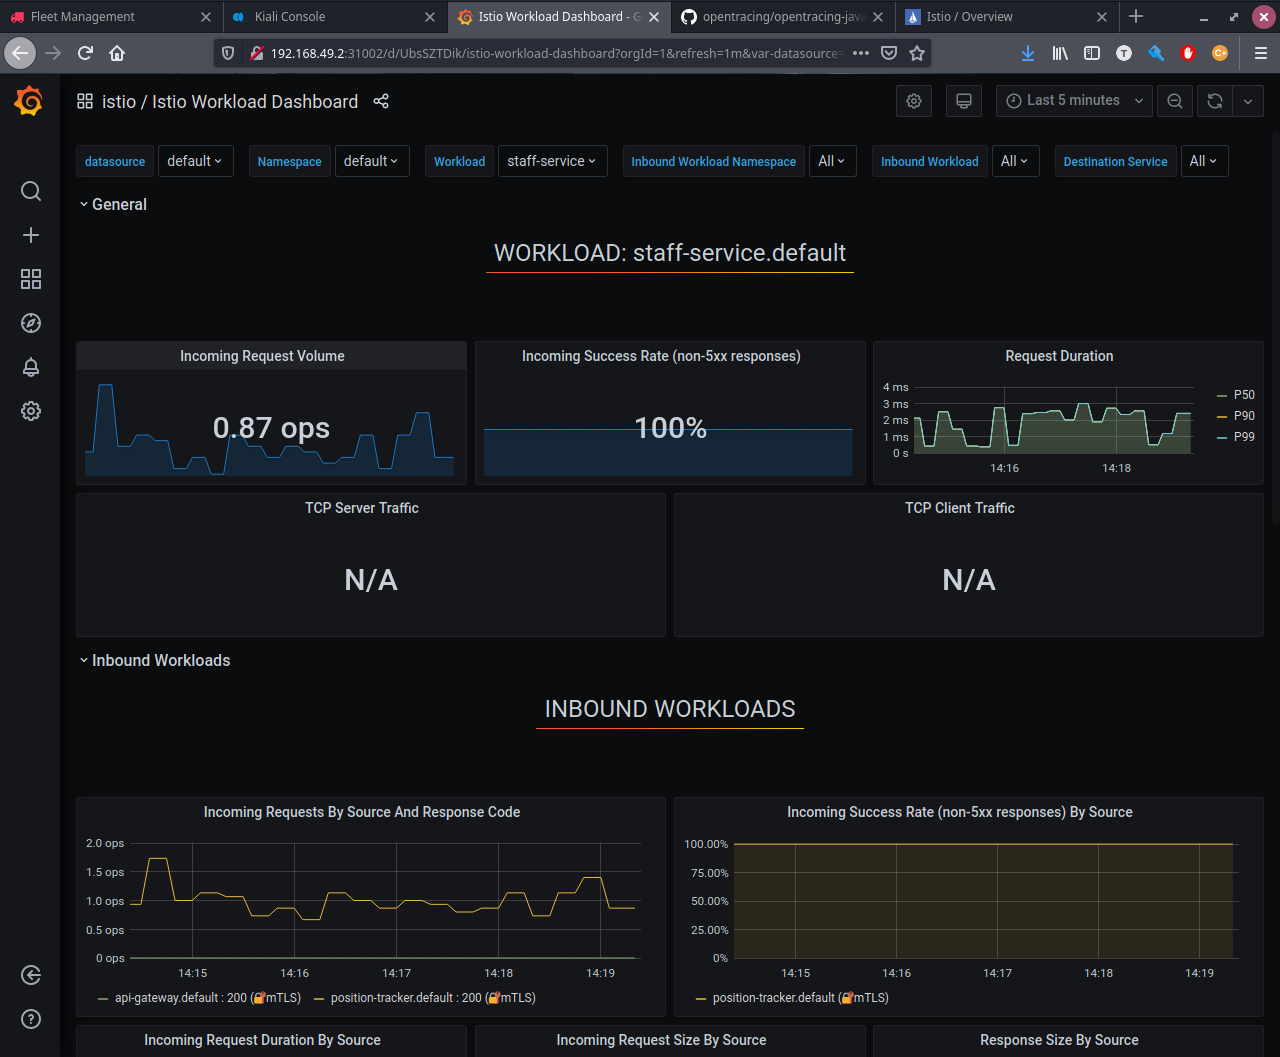 Fleet Management
Kiali Console
Istio Workload Dashboard - G
opentracing/opentracing-java
Istio / Overview
192.168.49.2:31002/d/UbsSZTDik/istio-workload-dashboard?orgId=1&refresh=1m&var-datasource=
istio / Istio Workload Dashboard
Last 5 minutes
datasource default Namespace default Workload staff-service Inbound Workload Namespace All Inbound Workload All Destination Service All
General
WORKLOAD: staff-service.default
Incoming Request Volume
0.87 ops
Incoming Success Rate (non-5xx responses)
100%
Request Duration
4 ms
3 ms
2 ms
1 ms
0 s
14:16 14:18
P50
P90
P99
TCP Server Traffic
N/A
TCP Client Traffic
N/A
Inbound Workloads
INBOUND WORKLOADS
Incoming Requests By Source And Response Code
2.0 ops
1.5 ops
1.0 ops
0.5 ops
0 ops
14:15 14:16 14:17 14:18 14:19
api-gateway.default : 200 (🔐mTLS) position-tracker.default : 200 (🔐mTLS)
Incoming Success Rate (non-5xx responses) By Source
100.00%
75.00%
50.00%
25.00%
0%
14:15 14:16 14:17 14:18 14:19
position-tracker.default (🔐mTLS)
Incoming Request Duration By Source
Incoming Request Size By Source
Response Size By Source